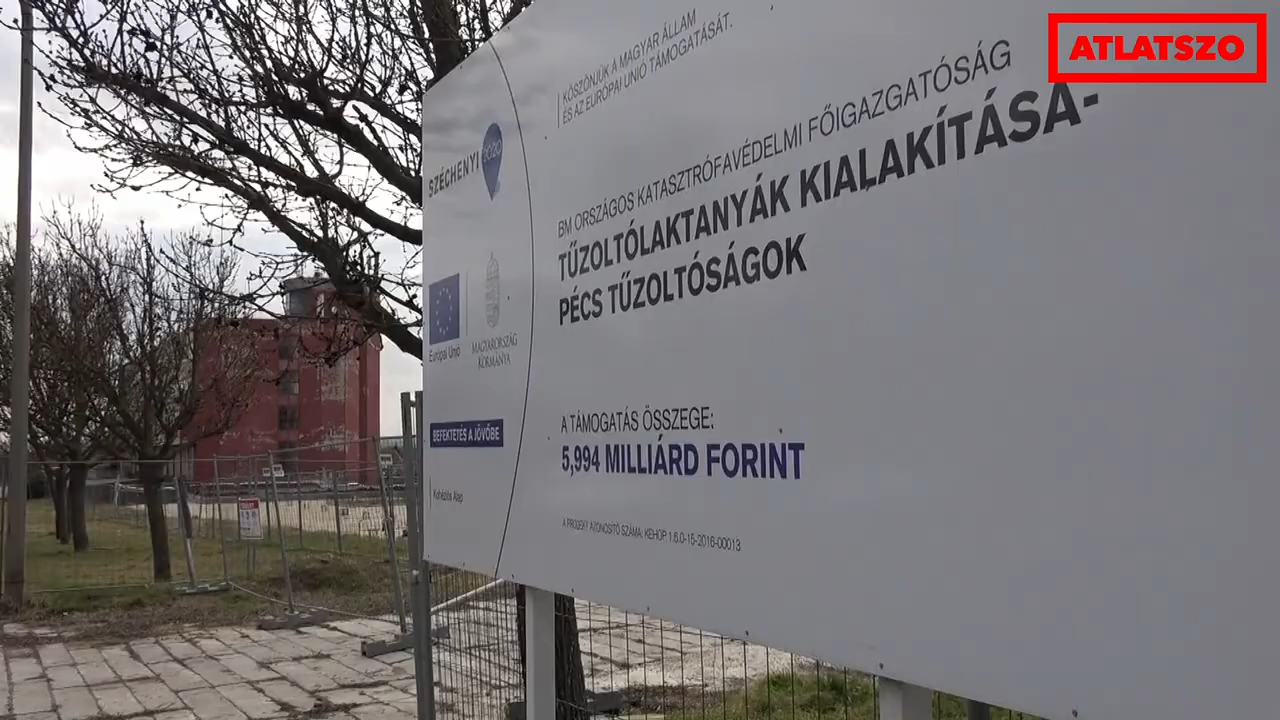 ATLATSZO
KÖSZÖNJÜK A MAGYAR ÁLLAM
ÉS AZ EURÓPAI UNIÓ TÁMOGATÁSÁT.
SZÉCHENYI 2020
BM ORSZÁGOS KATASZTRÓFAVÉDELMI FŐIGAZGATÓSÁG
TŰZOLTÓLAKTANYÁK KIALAKÍTÁSA-
PÉCS TŰZOLTÓSÁGOK
Európai Unió
MAGYARORSZÁG
KORMÁNYA
A TÁMOGATÁS ÖSSZEGE:
5,994 MILLIÁRD FORINT
BEFEKTETÉS A JÖVŐBE
Kohéziós Alap
A PROJEKT AZONOSÍTÓ SZÁMA: KEHOP 1.6.0-15-2016-00013